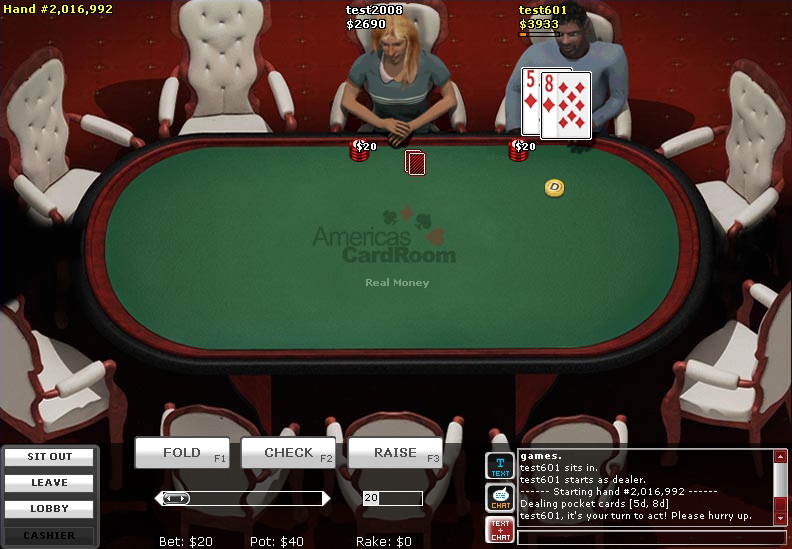 Hand #2,016,992
test2008
$2690
test601
$3933
5 8
$20
$20
D
Americas
CardRoom
Real Money
SIT OUT
LEAVE
LOBBY
CASHIER
FOLD F1
CHECK F2
RAISE F3
20
Bet: $20 Pot: $40 Rake: $0
T
TEXT
CHAT
TEXT
+
CHAT
games.
test601 sits in.
test601 starts as dealer.
------ Starting hand #2,016,992 ------
Dealing pocket cards [5d, 8d]
test601, it's your turn to act! Please hurry up.